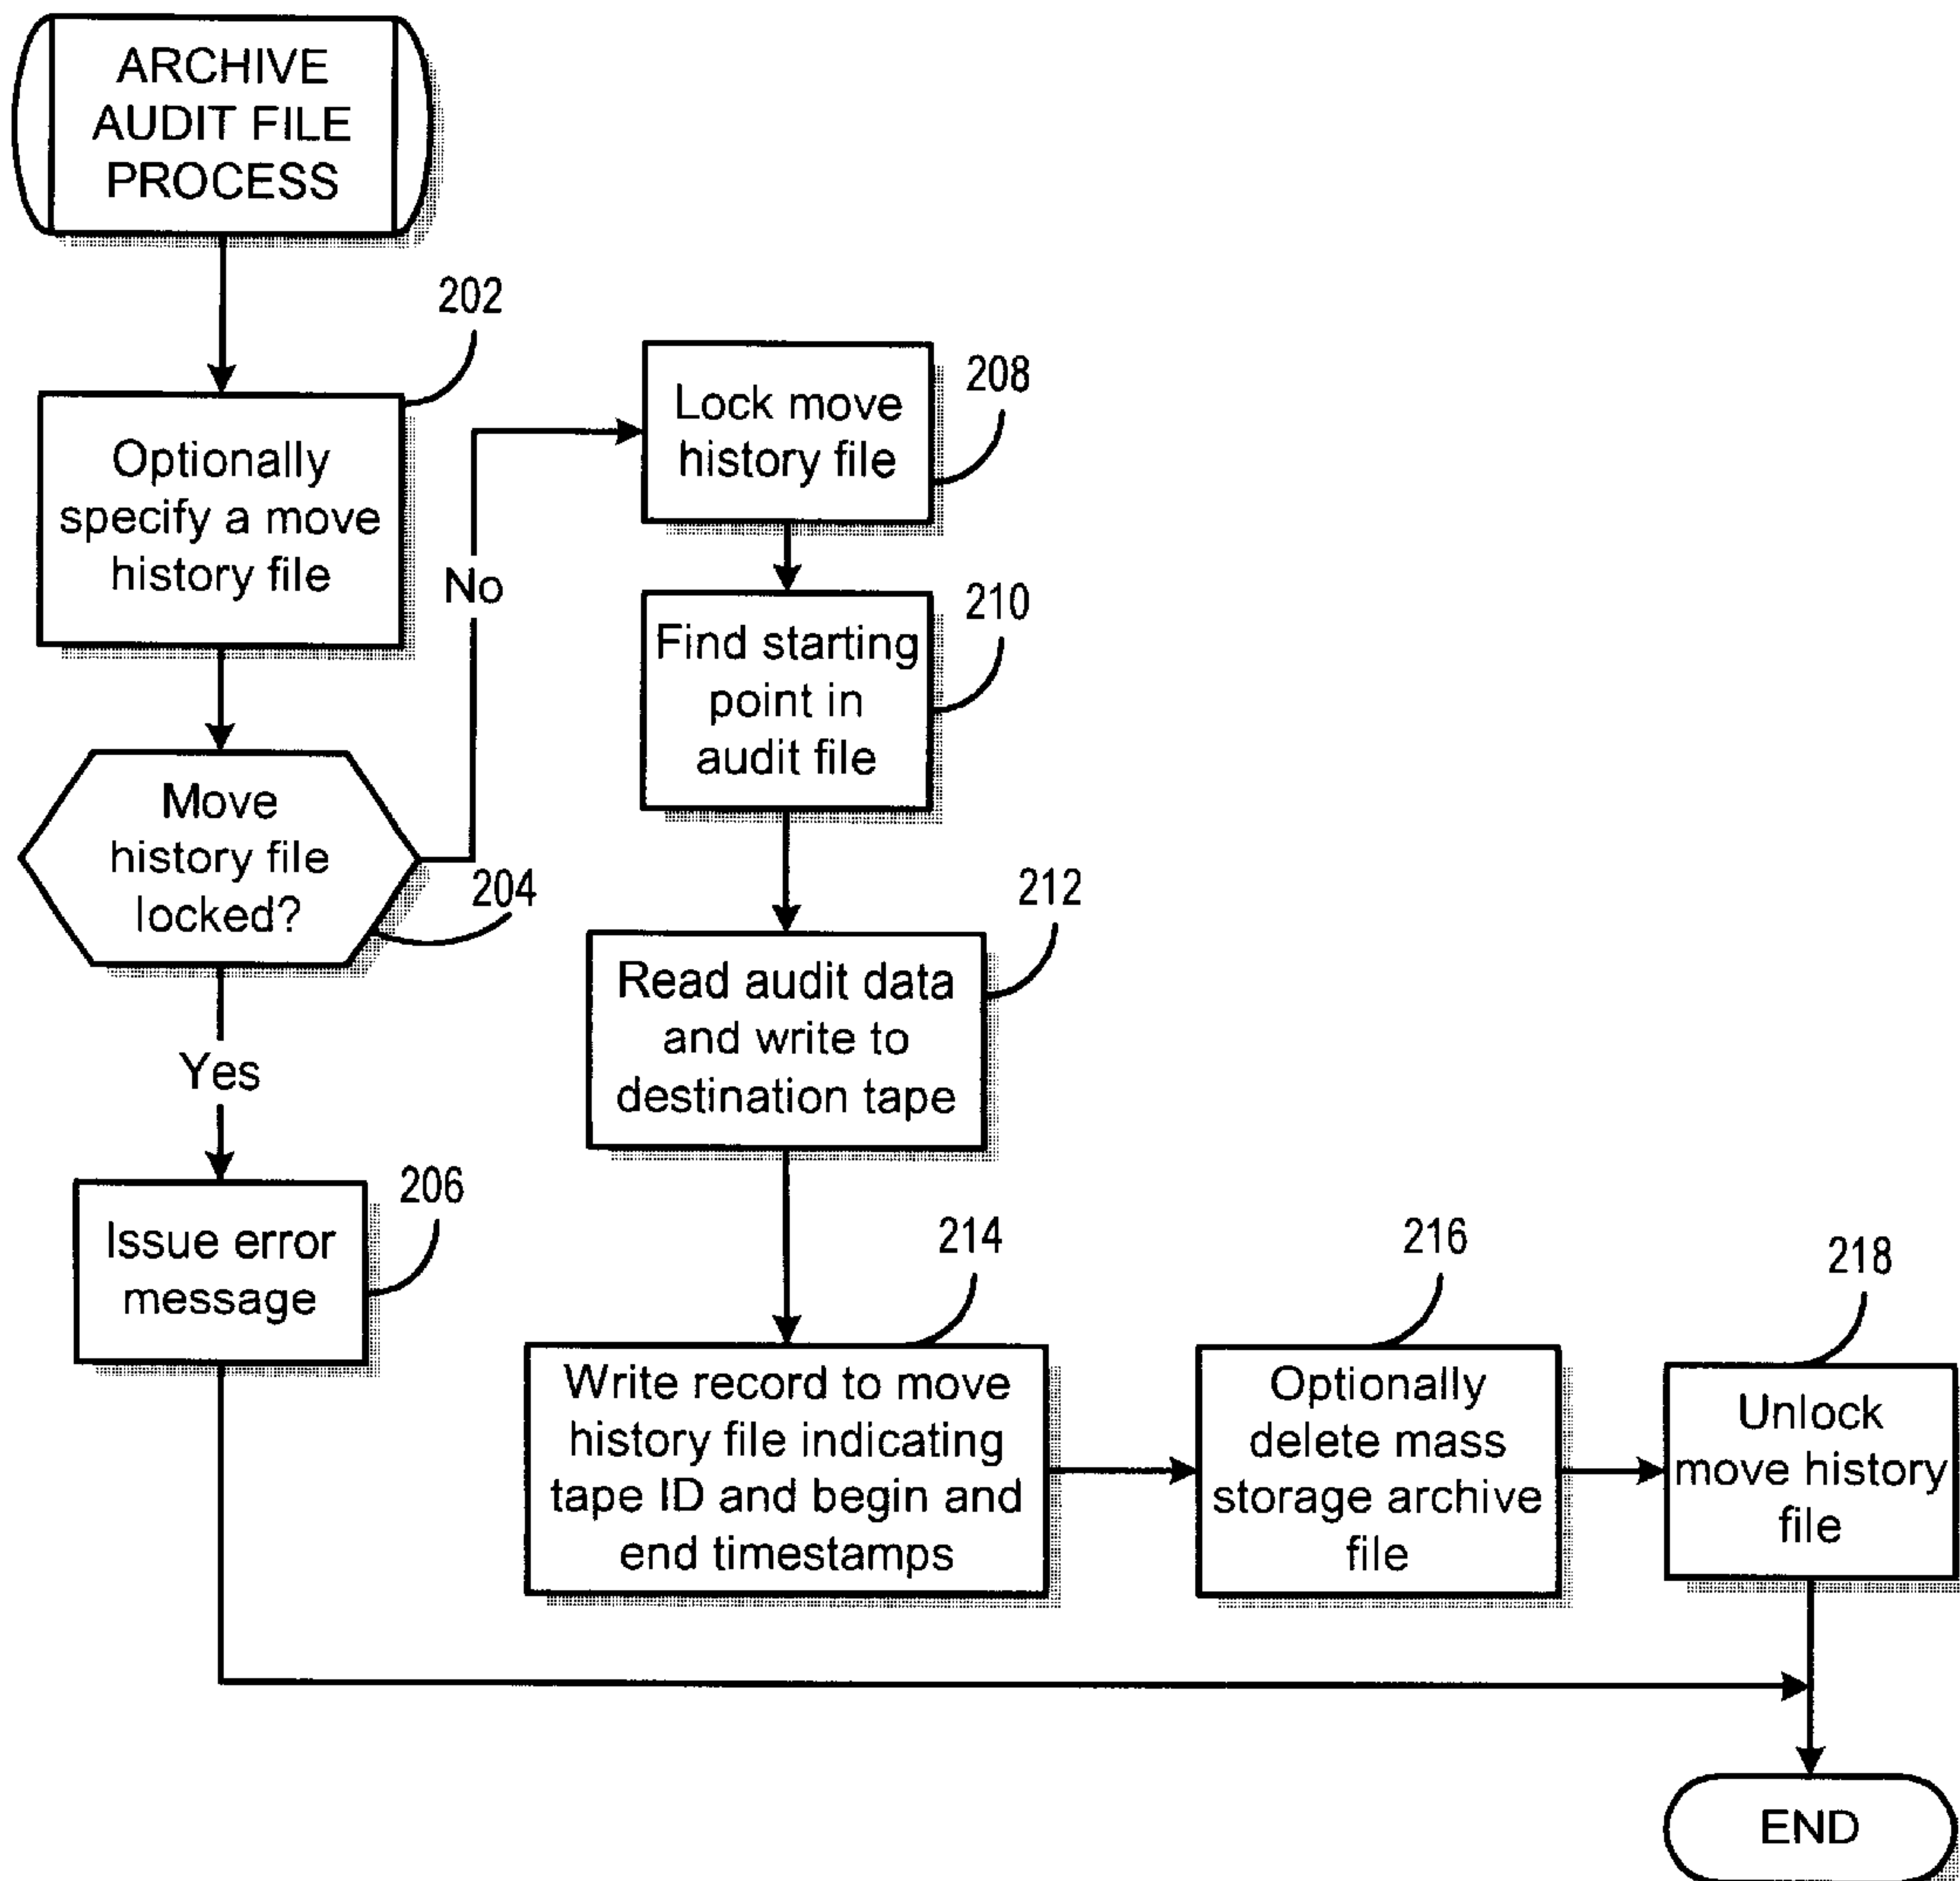 ARCHIVE
AUDIT FILE
PROCESS
202
Optionally
specify a move
history file
Move
history file
locked?
204
No
Yes
Issue error
message
206
Lock move
history file
208
Find starting
point in
audit file
210
Read audit data
and write to
destination tape
212
Write record to move
history file indicating
tape ID and begin and
end timestamps
214
Optionally
delete mass
storage archive
file
216
Unlock
move history
file
218
END